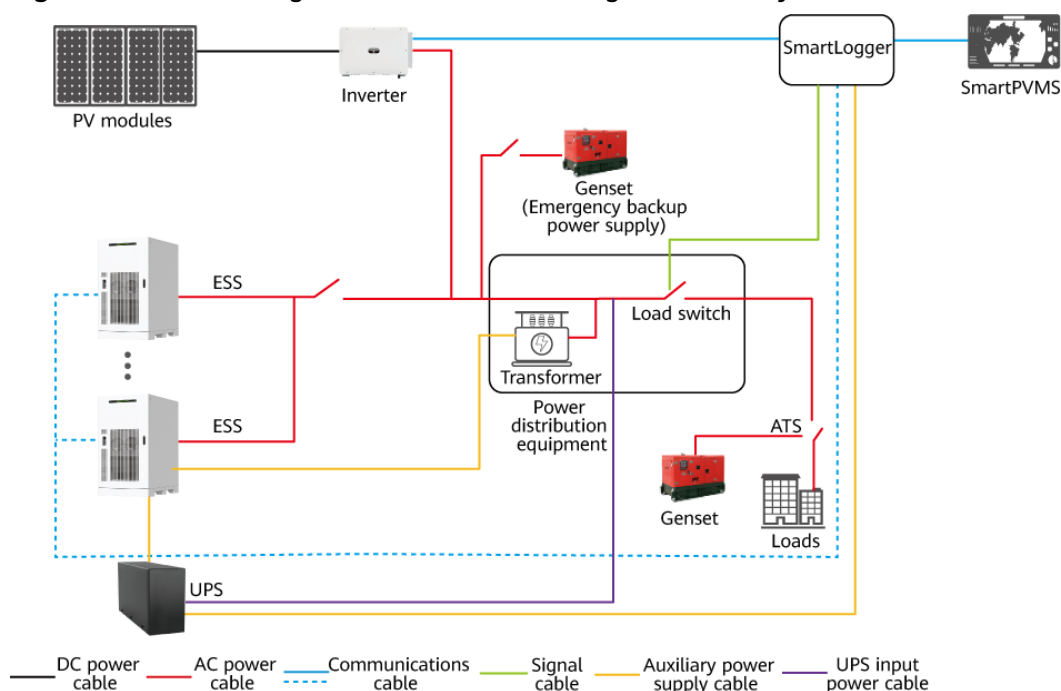 SmartLogger
Inverter
SmartPVMS
PV modules
Genset
(Emergency backup
power supply)
ESS
Load switch
Transformer
ESS
Power
distribution
equipment
ATS
Genset
Loads
UPS
DC power
cable
AC power
cable
Communications
cable
Signal
cable
Auxiliary power
supply cable
UPS input
power cable